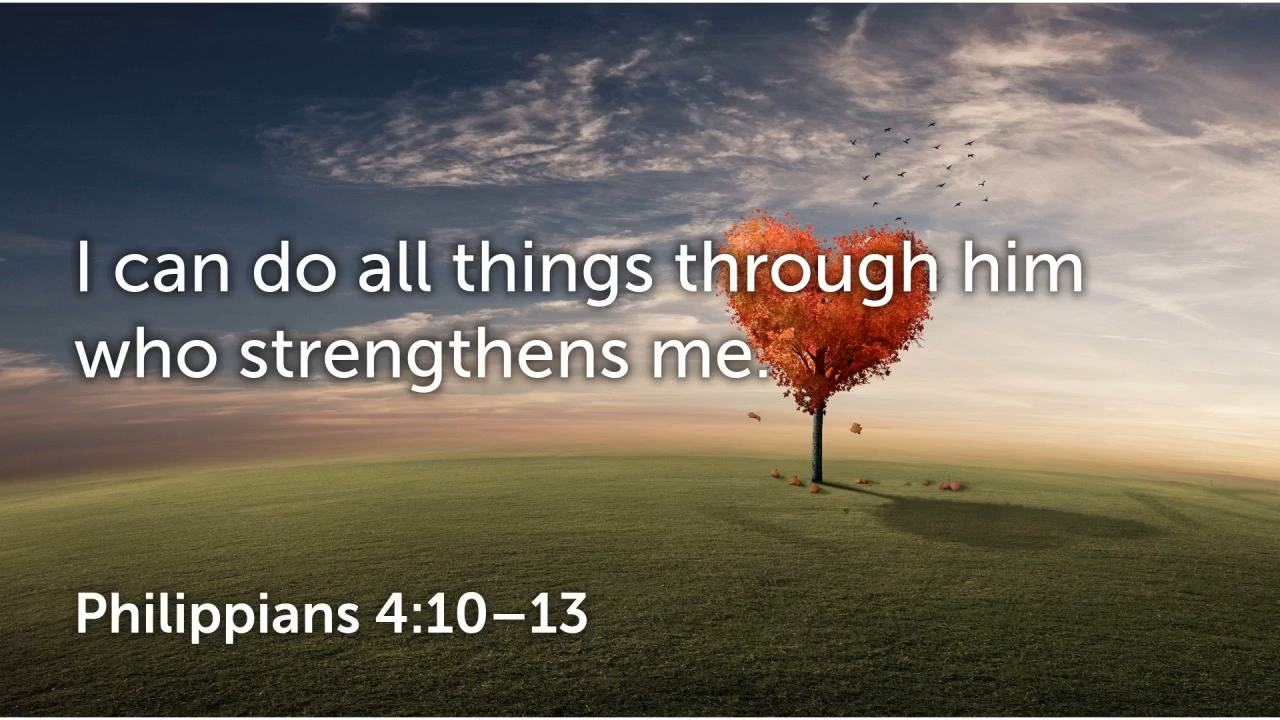 I can do all things through him
who strengthens me.
Philippians 4:10–13